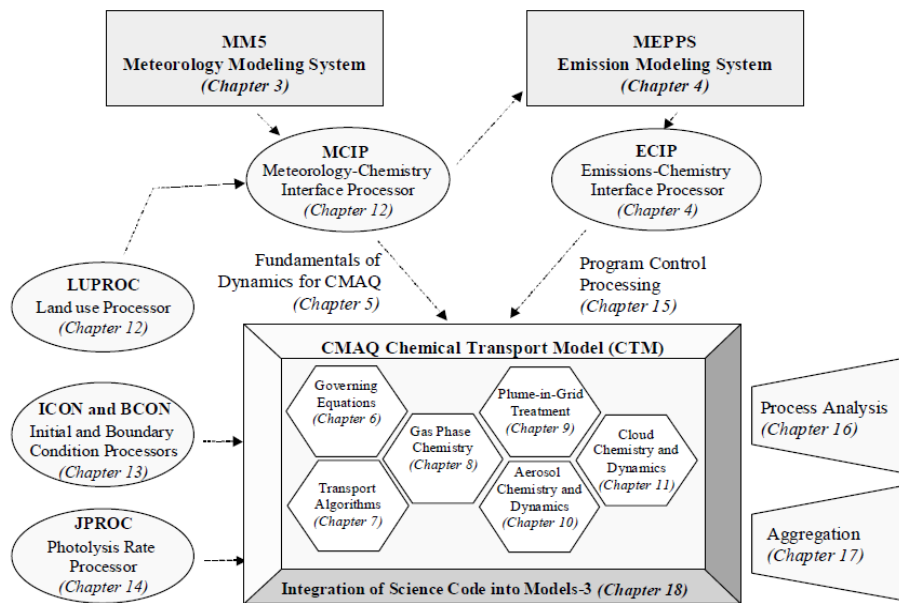 MM5
Meteorology Modeling System
(Chapter 3)
MEPPS
Emission Modeling System
(Chapter 4)
MCIP
Meteorology-Chemistry
Interface Processor
(Chapter 12)
ECIP
Emissions-Chemistry
Interface Processor
(Chapter 4)
LUPROC
Land use Processor
(Chapter 12)
Fundamentals of
Dynamics for CMAQ
(Chapter 5)
Program Control
Processing
(Chapter 15)
CMAQ Chemical Transport Model (CTM)
ICON and BCON
Initial and Boundary
Condition Processors
(Chapter 13)
JPROC
Photolysis Rate
Processor
(Chapter 14)
Governing
Equations
(Chapter 6)
Transport
Algorithms
(Chapter 7)
Gas Phase
Chemistry
(Chapter 8)
Plume-in-Grid
Treatment
(Chapter 9)
Aerosol
Chemistry and
Dynamics
(Chapter 10)
Cloud
Chemistry and
Dynamics
(Chapter 11)
Process Analysis
(Chapter 16)
Aggregation
(Chapter 17)
Integration of Science Code into Models-3 (Chapter 18)